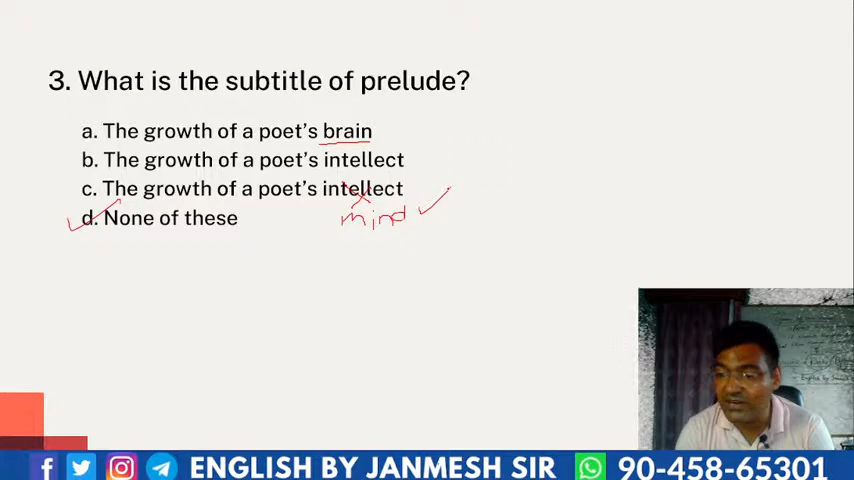 3. What is the subtitle of prelude?
a. The growth of a poet's brain
b. The growth of a poet's intellect
c. The growth of a poet's intellect
mind
d. None of these
ENGLISH BY JANMESH SIR 90-458-65301